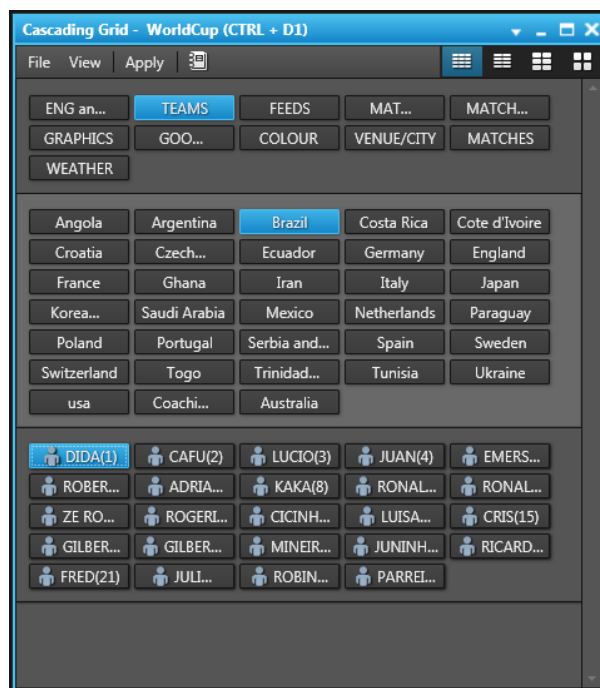 Cascading Grid - WorldCup (CTRL + D1)
File View Apply
ENG an... TEAMS FEEDS MAT... MATCH...
GRAPHICS GOO... COLOUR VENUE/CITY MATCHES
WEATHER
Angola Argentina Brazil Costa Rica Cote d'Ivoire
Croatia Czech... Ecuador Germany England
France Ghana Iran Italy Japan
Korea... Saudi Arabia Mexico Netherlands Paraguay
Poland Portugal Serbia and... Spain Sweden
Switzerland Togo Trinidad... Tunisia Ukraine
usa Coachi... Australia
DIDA(1) CAFU(2) LUCIO(3) JUAN(4) EMERS...
ROBER... ADRIA... KAKA(8) RONAL... RONAL...
ZE RO... ROGERI... CICINH... LUISA... CRIS(15)
GILBER... GILBER... MINEIR... JUNINH... RICARD...
FRED(21) JULI... ROBIN... PARREI...